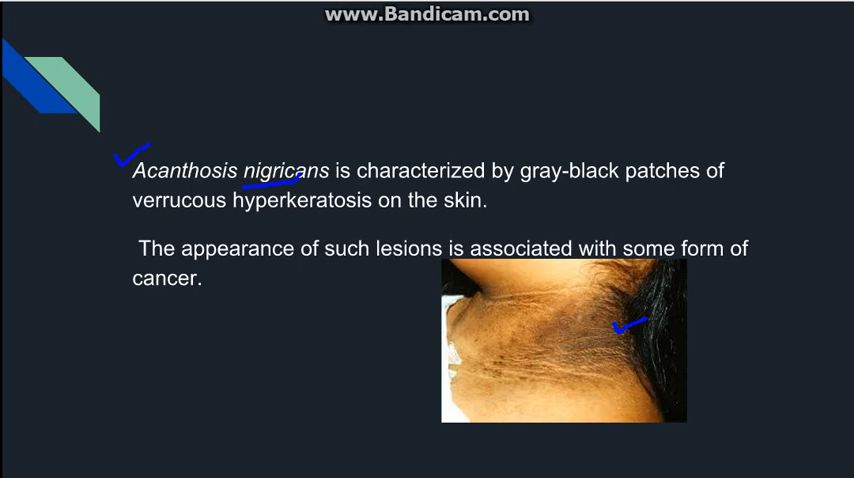 www.Bandicam.com
Acanthosis nigricans is characterized by gray-black patches of
verrucous hyperkeratosis on the skin.
The appearance of such lesions is associated with some form of
cancer.